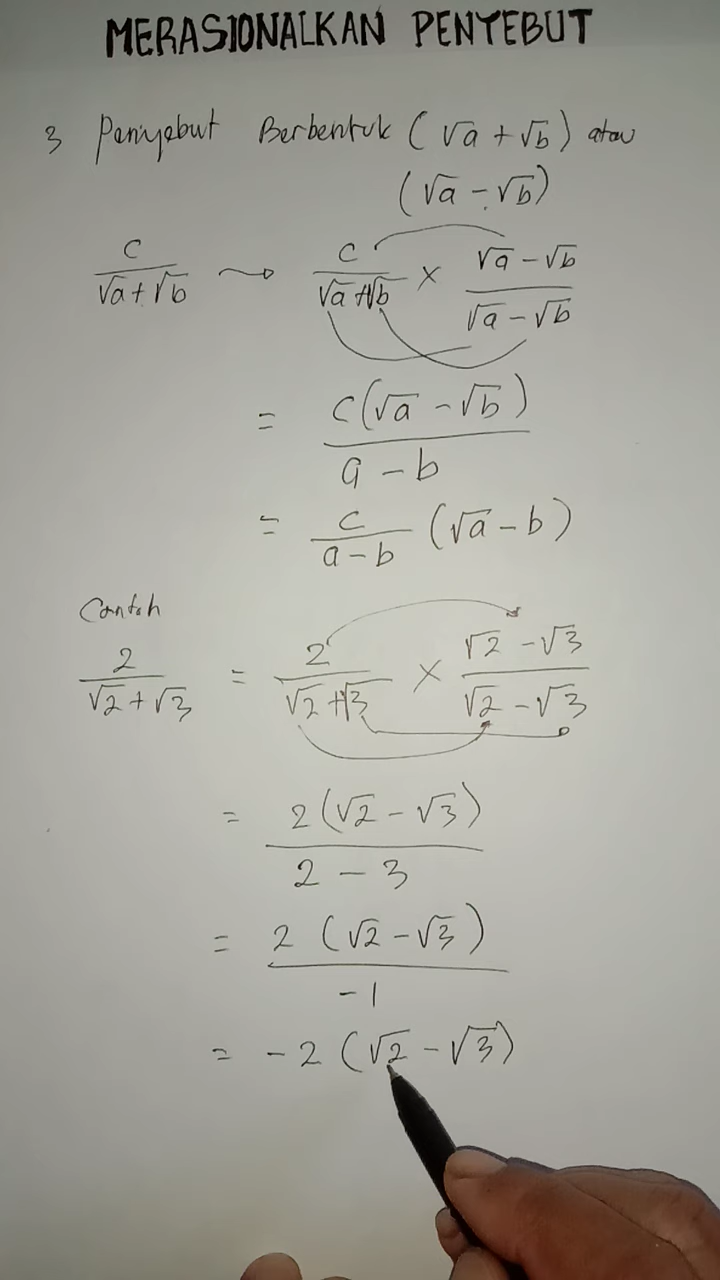 MERASIONALKAN PENYEBUT
3 Penyebut Berbentuk (√a + √b) atau
(√a - √b)
c/(√a + √b) → c/(√a + √b) × (√a - √b)/(√a - √b)
= c(√a - √b)/(a - b)
= c/(a - b) (√a - b)
Contoh
2/(√2 + √3) = 2/(√2 + √3) × (√2 - √3)/(√2 - √3)
= 2(√2 - √3)/(2 - 3)
= 2 (√2 - √3)/(-1)
= -2 (√2 - √3)